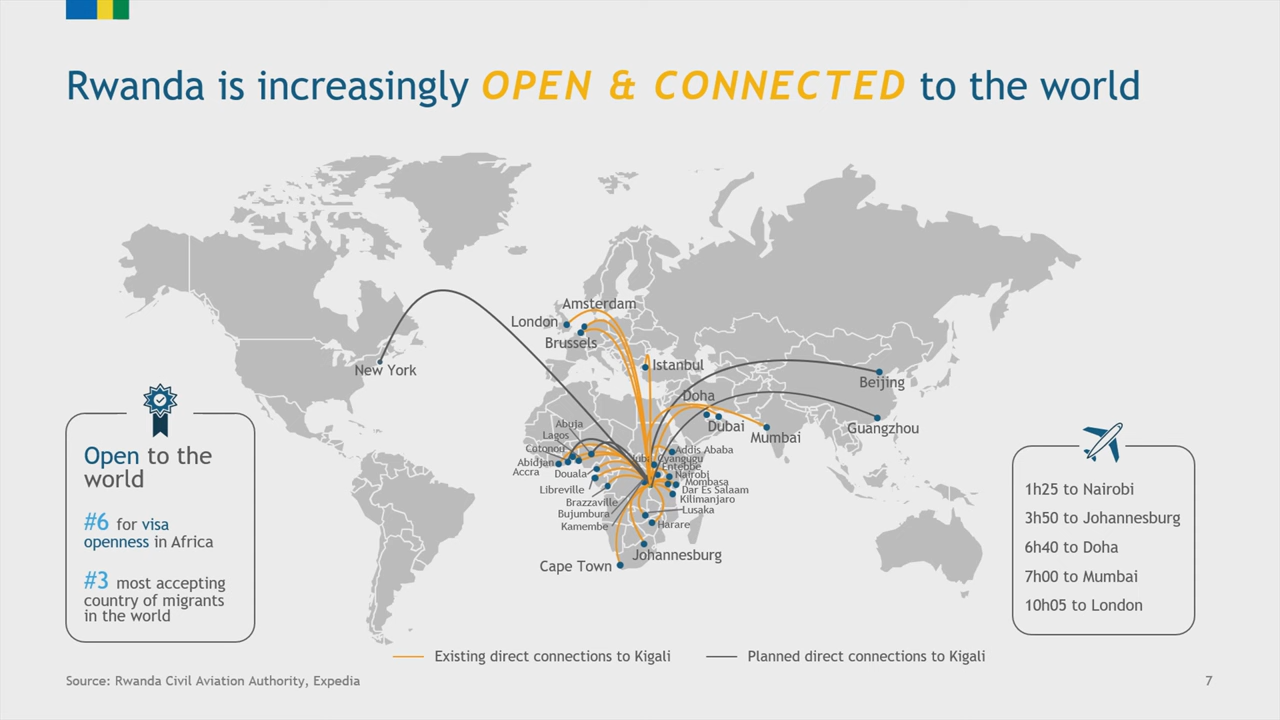 Rwanda is increasingly OPEN & CONNECTED to the world
Amsterdam
London
Brussels
Istanbul
New York
Beijing
Doha
Dubai
Guangzhou
Mumbai
Abuja
Lagos
Cotonou
Abidjan
Accra
Douala
Libreville
Brazzaville
Bujumbura
Kamembe
Addis Ababa
Cyangugu
Entebbe
Nairobi
Mombasa
Dar Es Salaam
Kilimanjaro
Lusaka
Harare
Johannesburg
Cape Town
Open to the
world
#6 for visa
openness in Africa
#3 most accepting
country of migrants
in the world
1h25 to Nairobi
3h50 to Johannesburg
6h40 to Doha
7h00 to Mumbai
10h05 to London
Existing direct connections to Kigali
Planned direct connections to Kigali
Source: Rwanda Civil Aviation Authority, Expedia
7